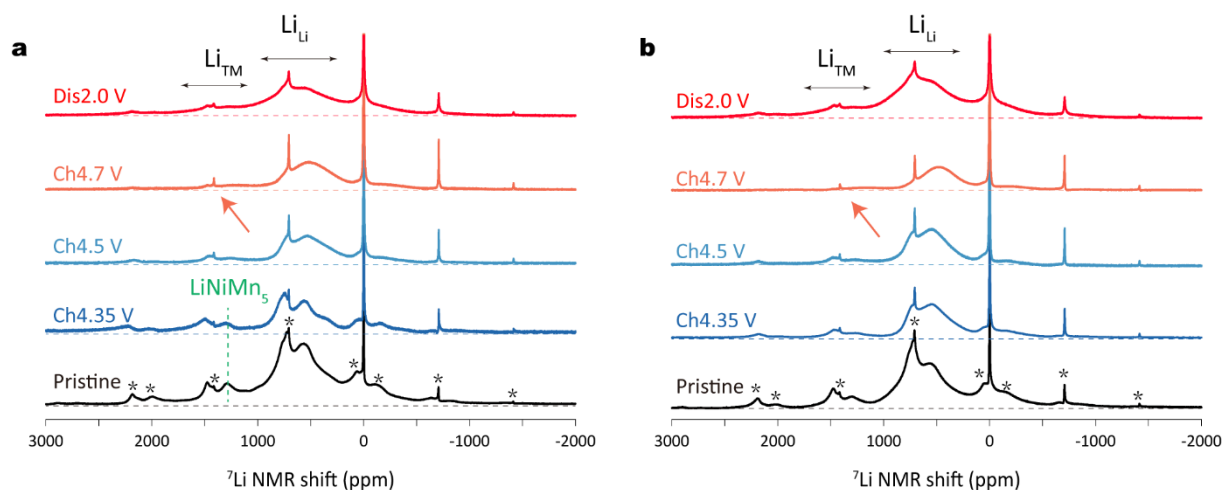 a
Li_Li
Li_TM
Dis2.0 V
Ch4.7 V
Ch4.5 V
LiNiMn_5
Ch4.35 V
Pristine
* * * * * * * *
3000 2000 1000 0 -1000 -2000
^7Li NMR shift (ppm)
b
Li_Li
Li_TM
Dis2.0 V
Ch4.7 V
Ch4.5 V
Ch4.35 V
Pristine
* * * * * * * *
3000 2000 1000 0 -1000 -2000
^7Li NMR shift (ppm)